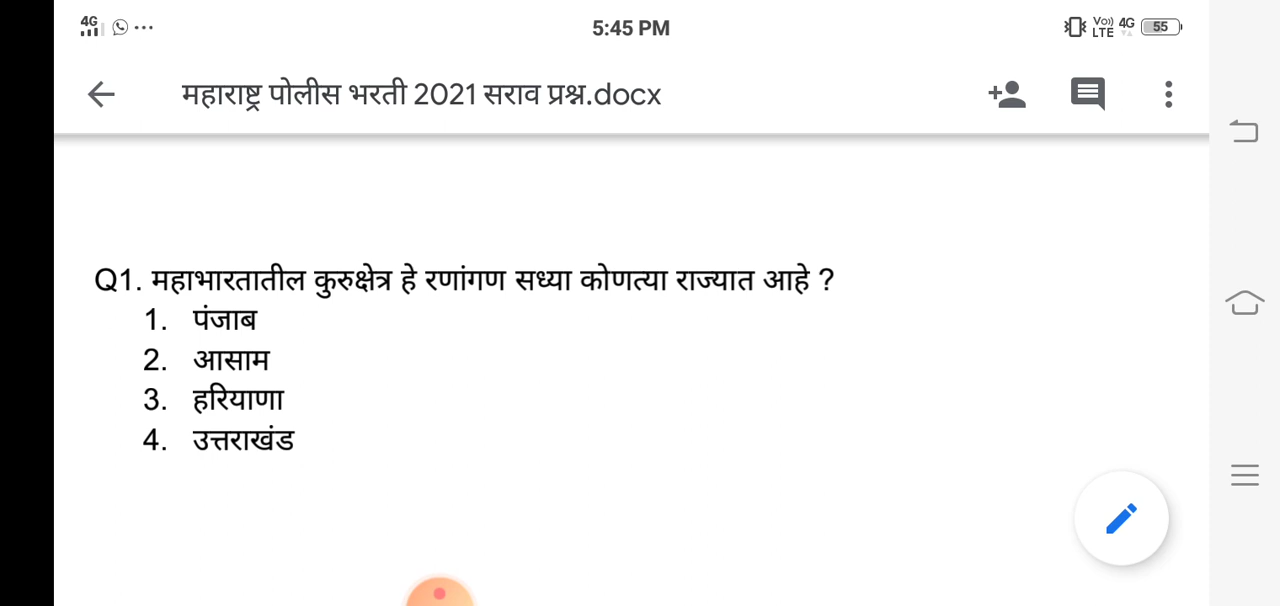 4G ... 5:45 PM Vo)) LTE 4G 55
महाराष्ट्र पोलीस भरती 2021 सराव प्रश्न.docx
Q1. महाभारतातील कुरुक्षेत्र हे रणांगण सध्या कोणत्या राज्यात आहे ?
1. पंजाब
2. आसाम
3. हरियाणा
4. उत्तराखंड